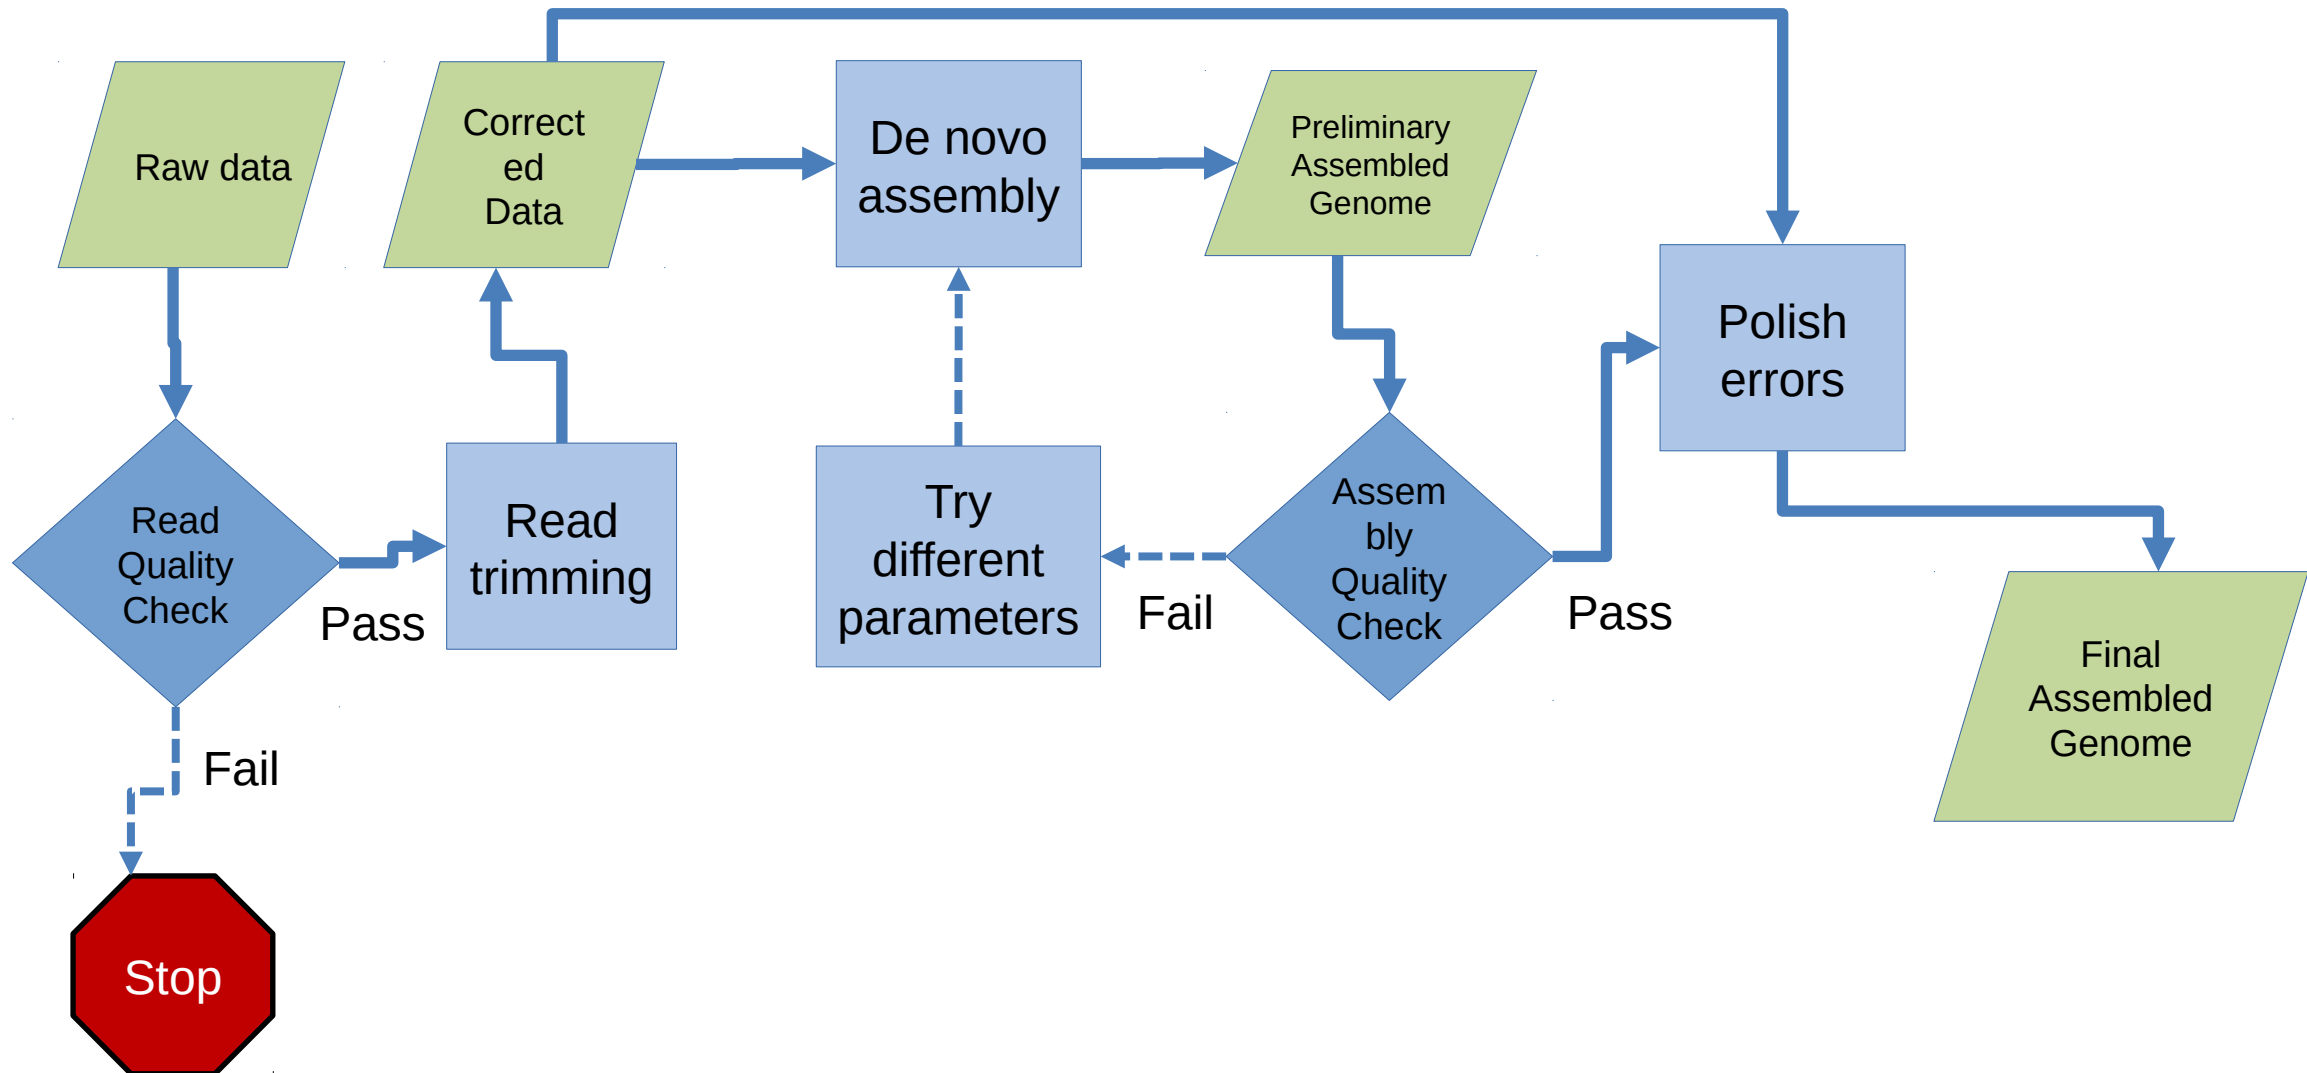 Raw data
Correct
ed
Data
De novo
assembly
Preliminary
Assembled
Genome
Polish
errors
Read
Quality
Check
Pass
Read
trimming
Try
different
parameters
Fail
Assem
bly
Quality
Check
Pass
Final
Assembled
Genome
Fail
Stop